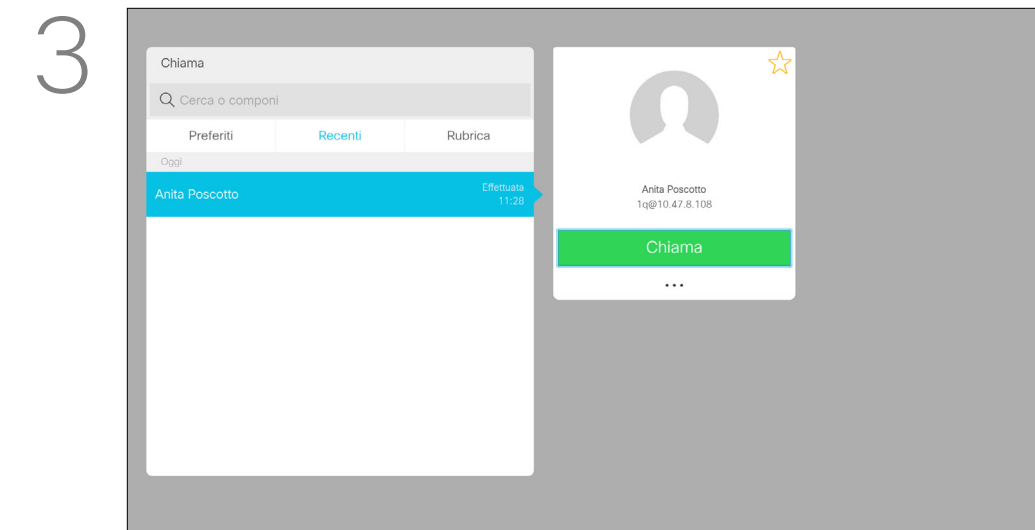 3
Chiama
Cerca o componi
Preferiti Recenti Rubrica
Oggi
Anita Poscotto Effettuata
11:28
Anita Poscotto
1q@10.47.8.108
Chiama
...